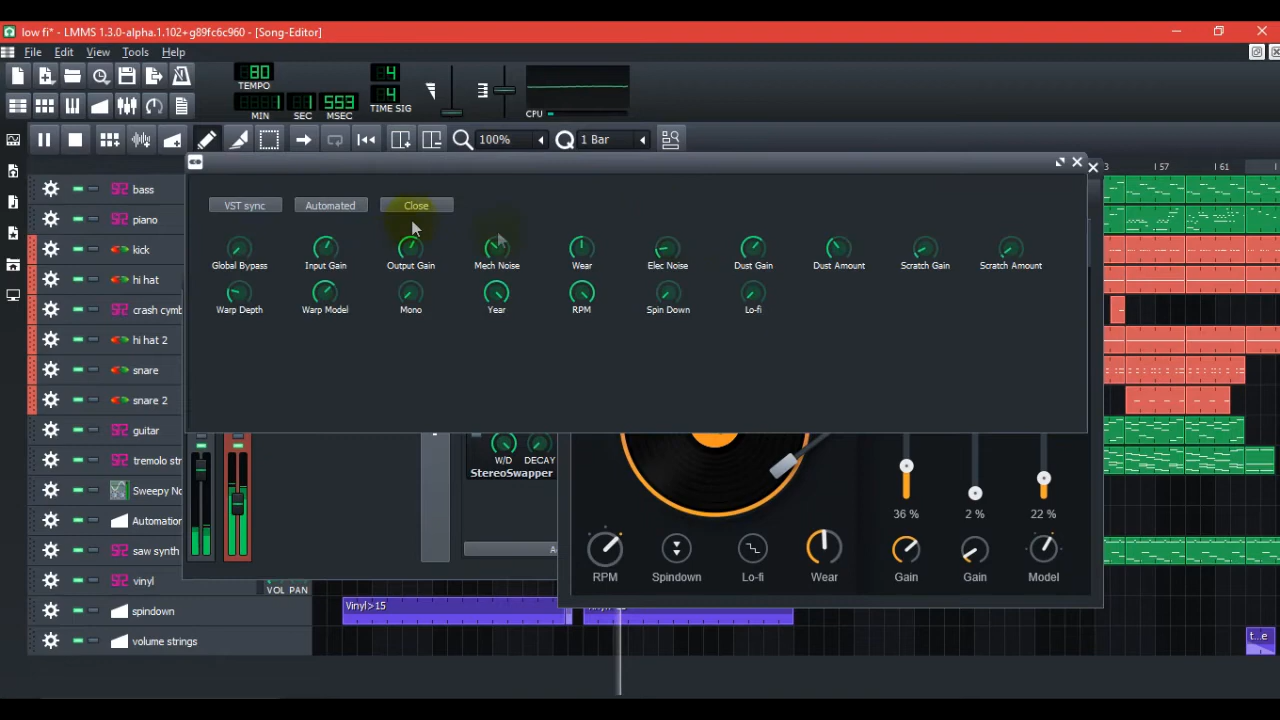 low fi* - LMMS 1.3.0-alpha.1.102+g89fc6c960 - [Song-Editor]
File Edit View Tools Help
80
TEMPO
4
4
TIME SIG
1 1 553
MIN SEC MSEC
CPU
100%
1 Bar
3 57 61
VST sync Automated Close
Global Bypass Input Gain Output Gain Mech Noise Wear Elec Noise Dust Gain Dust Amount Scratch Gain Scratch Amount
Warp Depth Warp Model Mono Year RPM Spin Down Lo-fi
bass
piano
kick
hi hat
crash cymb
hi hat 2
snare
snare 2
guitar
tremolo str
Sweepy No
Automation
saw synth
vinyl
spindown
volume strings
W/D DECAY
StereoSwapper
36 % 2 % 22 %
RPM Spindown Lo-fi Wear Gain Gain Model
VOL PAN
Vinyl>15
t...e